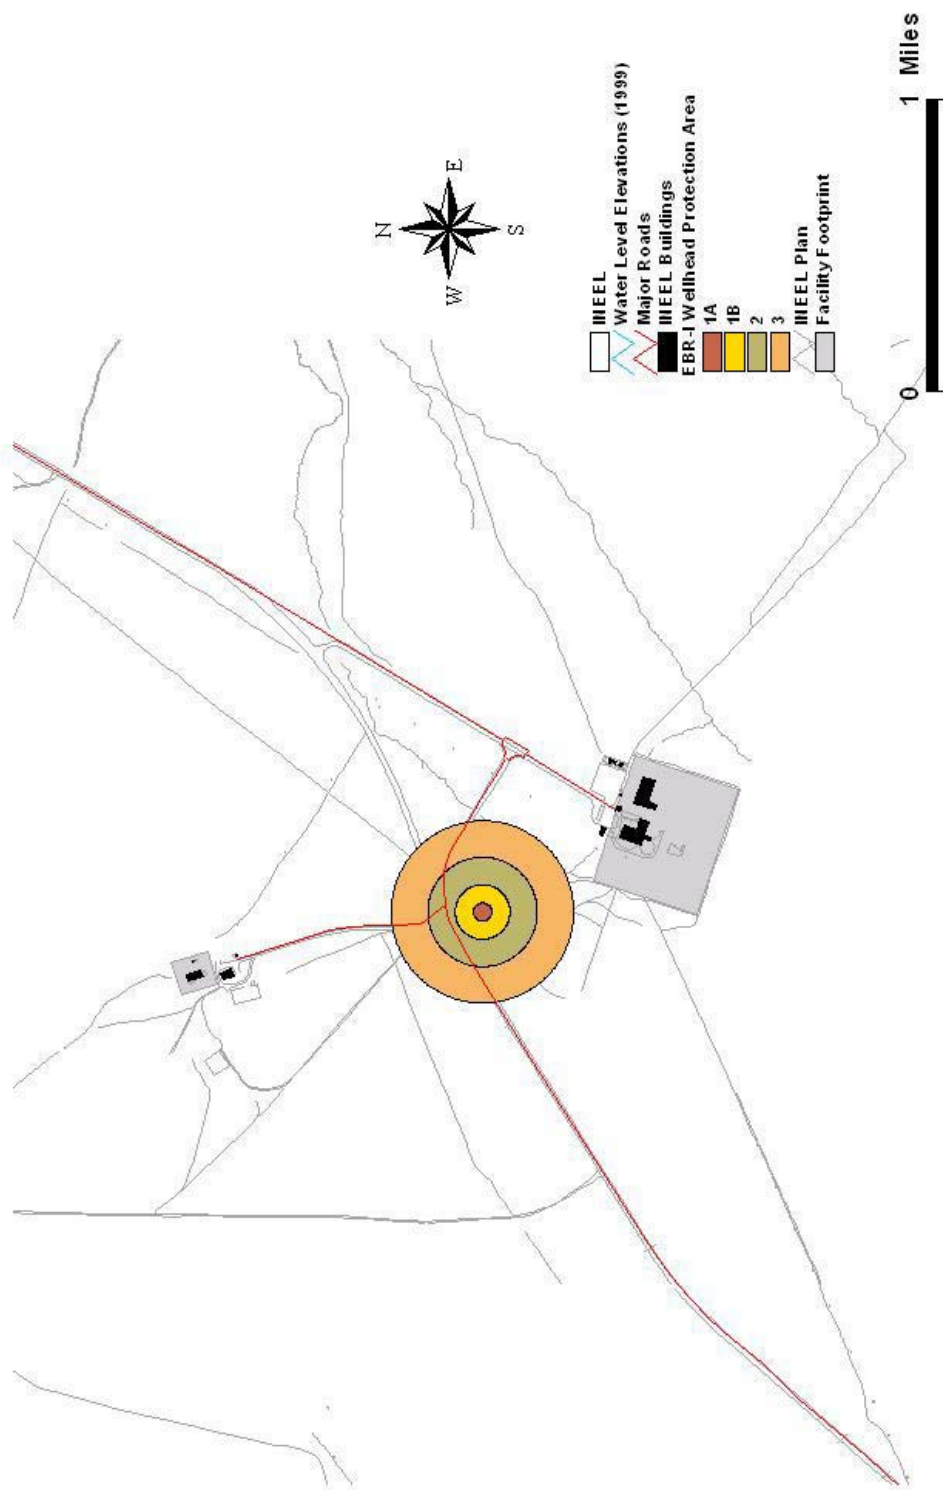 N
W
E
S
INEEL
Water Level Elevations (1999)
Major Roads
INEEL Buildings
EBR-I Wellhead Protection Area
1A
1B
2
3
INEEL Plan
Facility Footprint
0
1 Miles